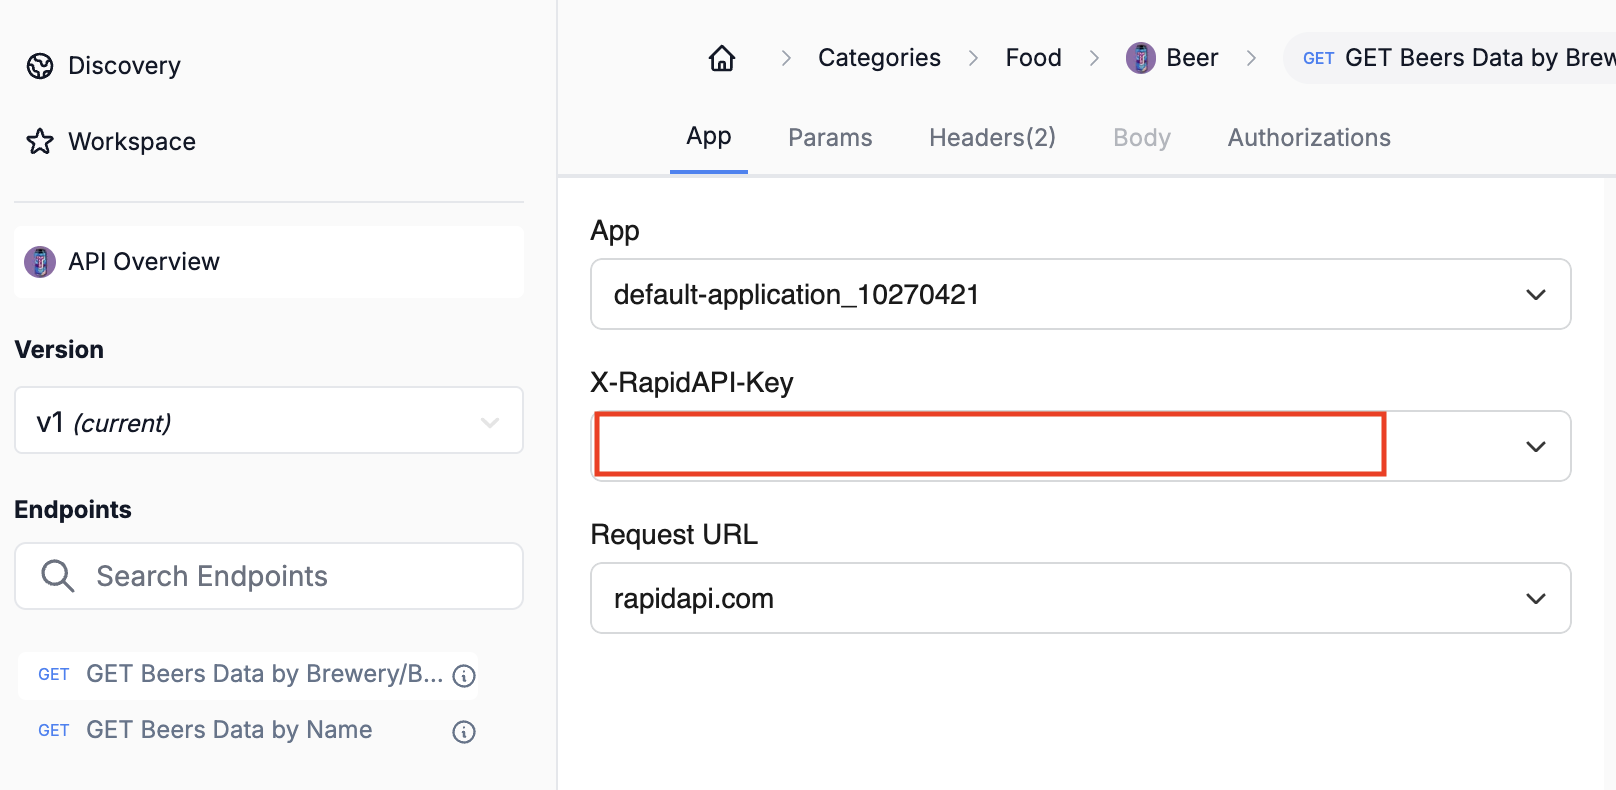 Discovery
Workspace
API Overview
Version
v1 (current)
Endpoints
Search Endpoints
GET GET Beers Data by Brewery/B...
GET GET Beers Data by Name
Categories
Food
Beer
GET GET Beers Data by Brew
App
Params
Headers(2)
Body
Authorizations
App
default-application_10270421
X-RapidAPI-Key
Request URL
rapidapi.com